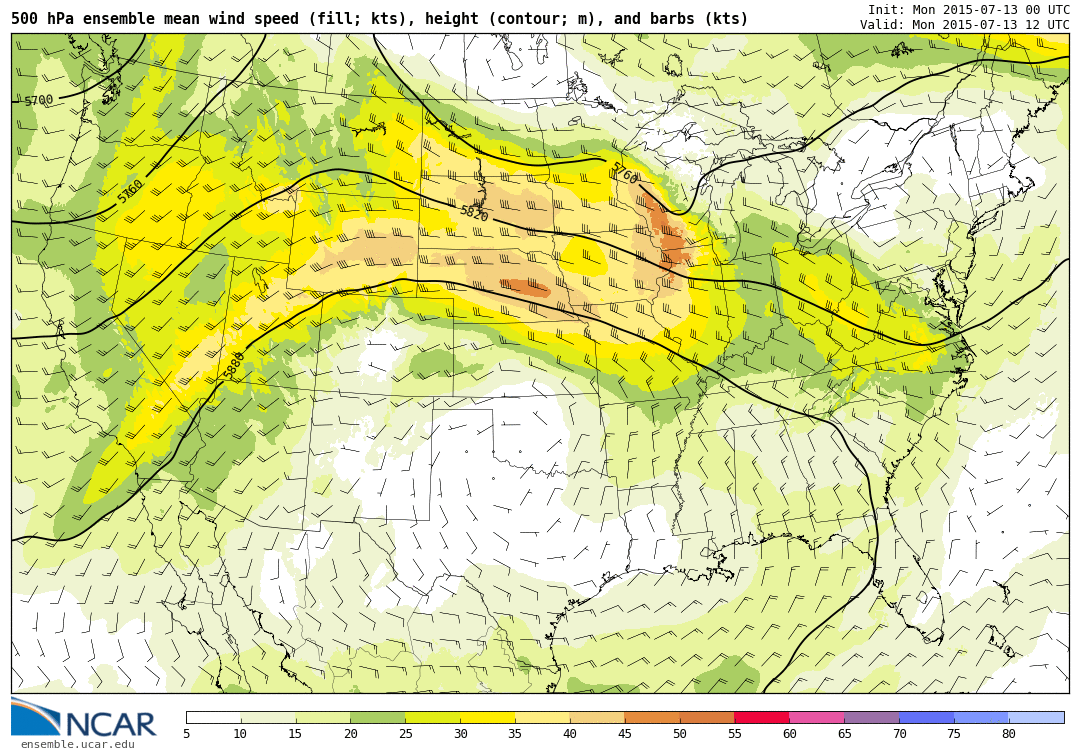 500 hPa ensemble mean wind speed (fill; kts), height (contour; m), and barbs (kts)
Init: Mon 2015-07-13 00 UTC
Valid: Mon 2015-07-13 12 UTC
5700
5760
5760
5820
5880
NCAR
ensemble.ucar.edu
5 10 15 20 25 30 35 40 45 50 55 60 65 70 75 80